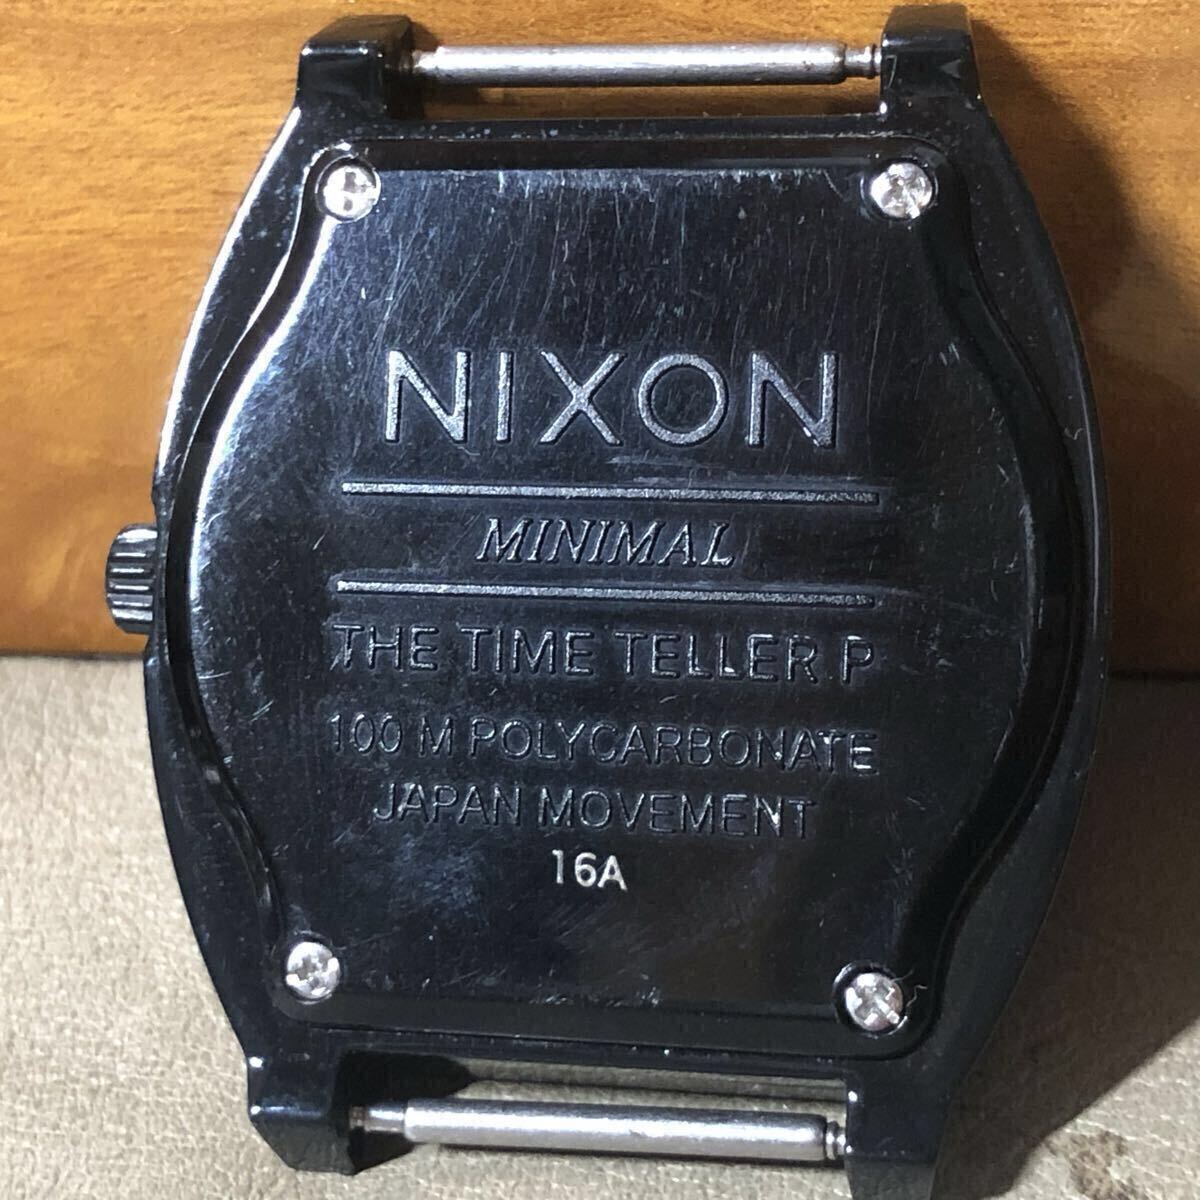 NIXON
MINIMAL
THE TIME TELLER P
100 M POLYCARBONATE
JAPAN MOVEMENT
16A